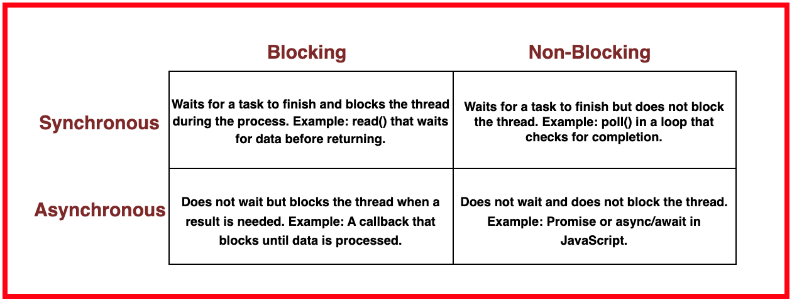 Blocking
Non-Blocking
Synchronous
Waits for a task to finish and blocks the thread
during the process. Example: read() that waits
for data before returning.
Waits for a task to finish but does not block
the thread. Example: poll() in a loop that
checks for completion.
Asynchronous
Does not wait but blocks the thread when a
result is needed. Example: A callback that
blocks until data is processed.
Does not wait and does not block the thread.
Example: Promise or async/await in
JavaScript.